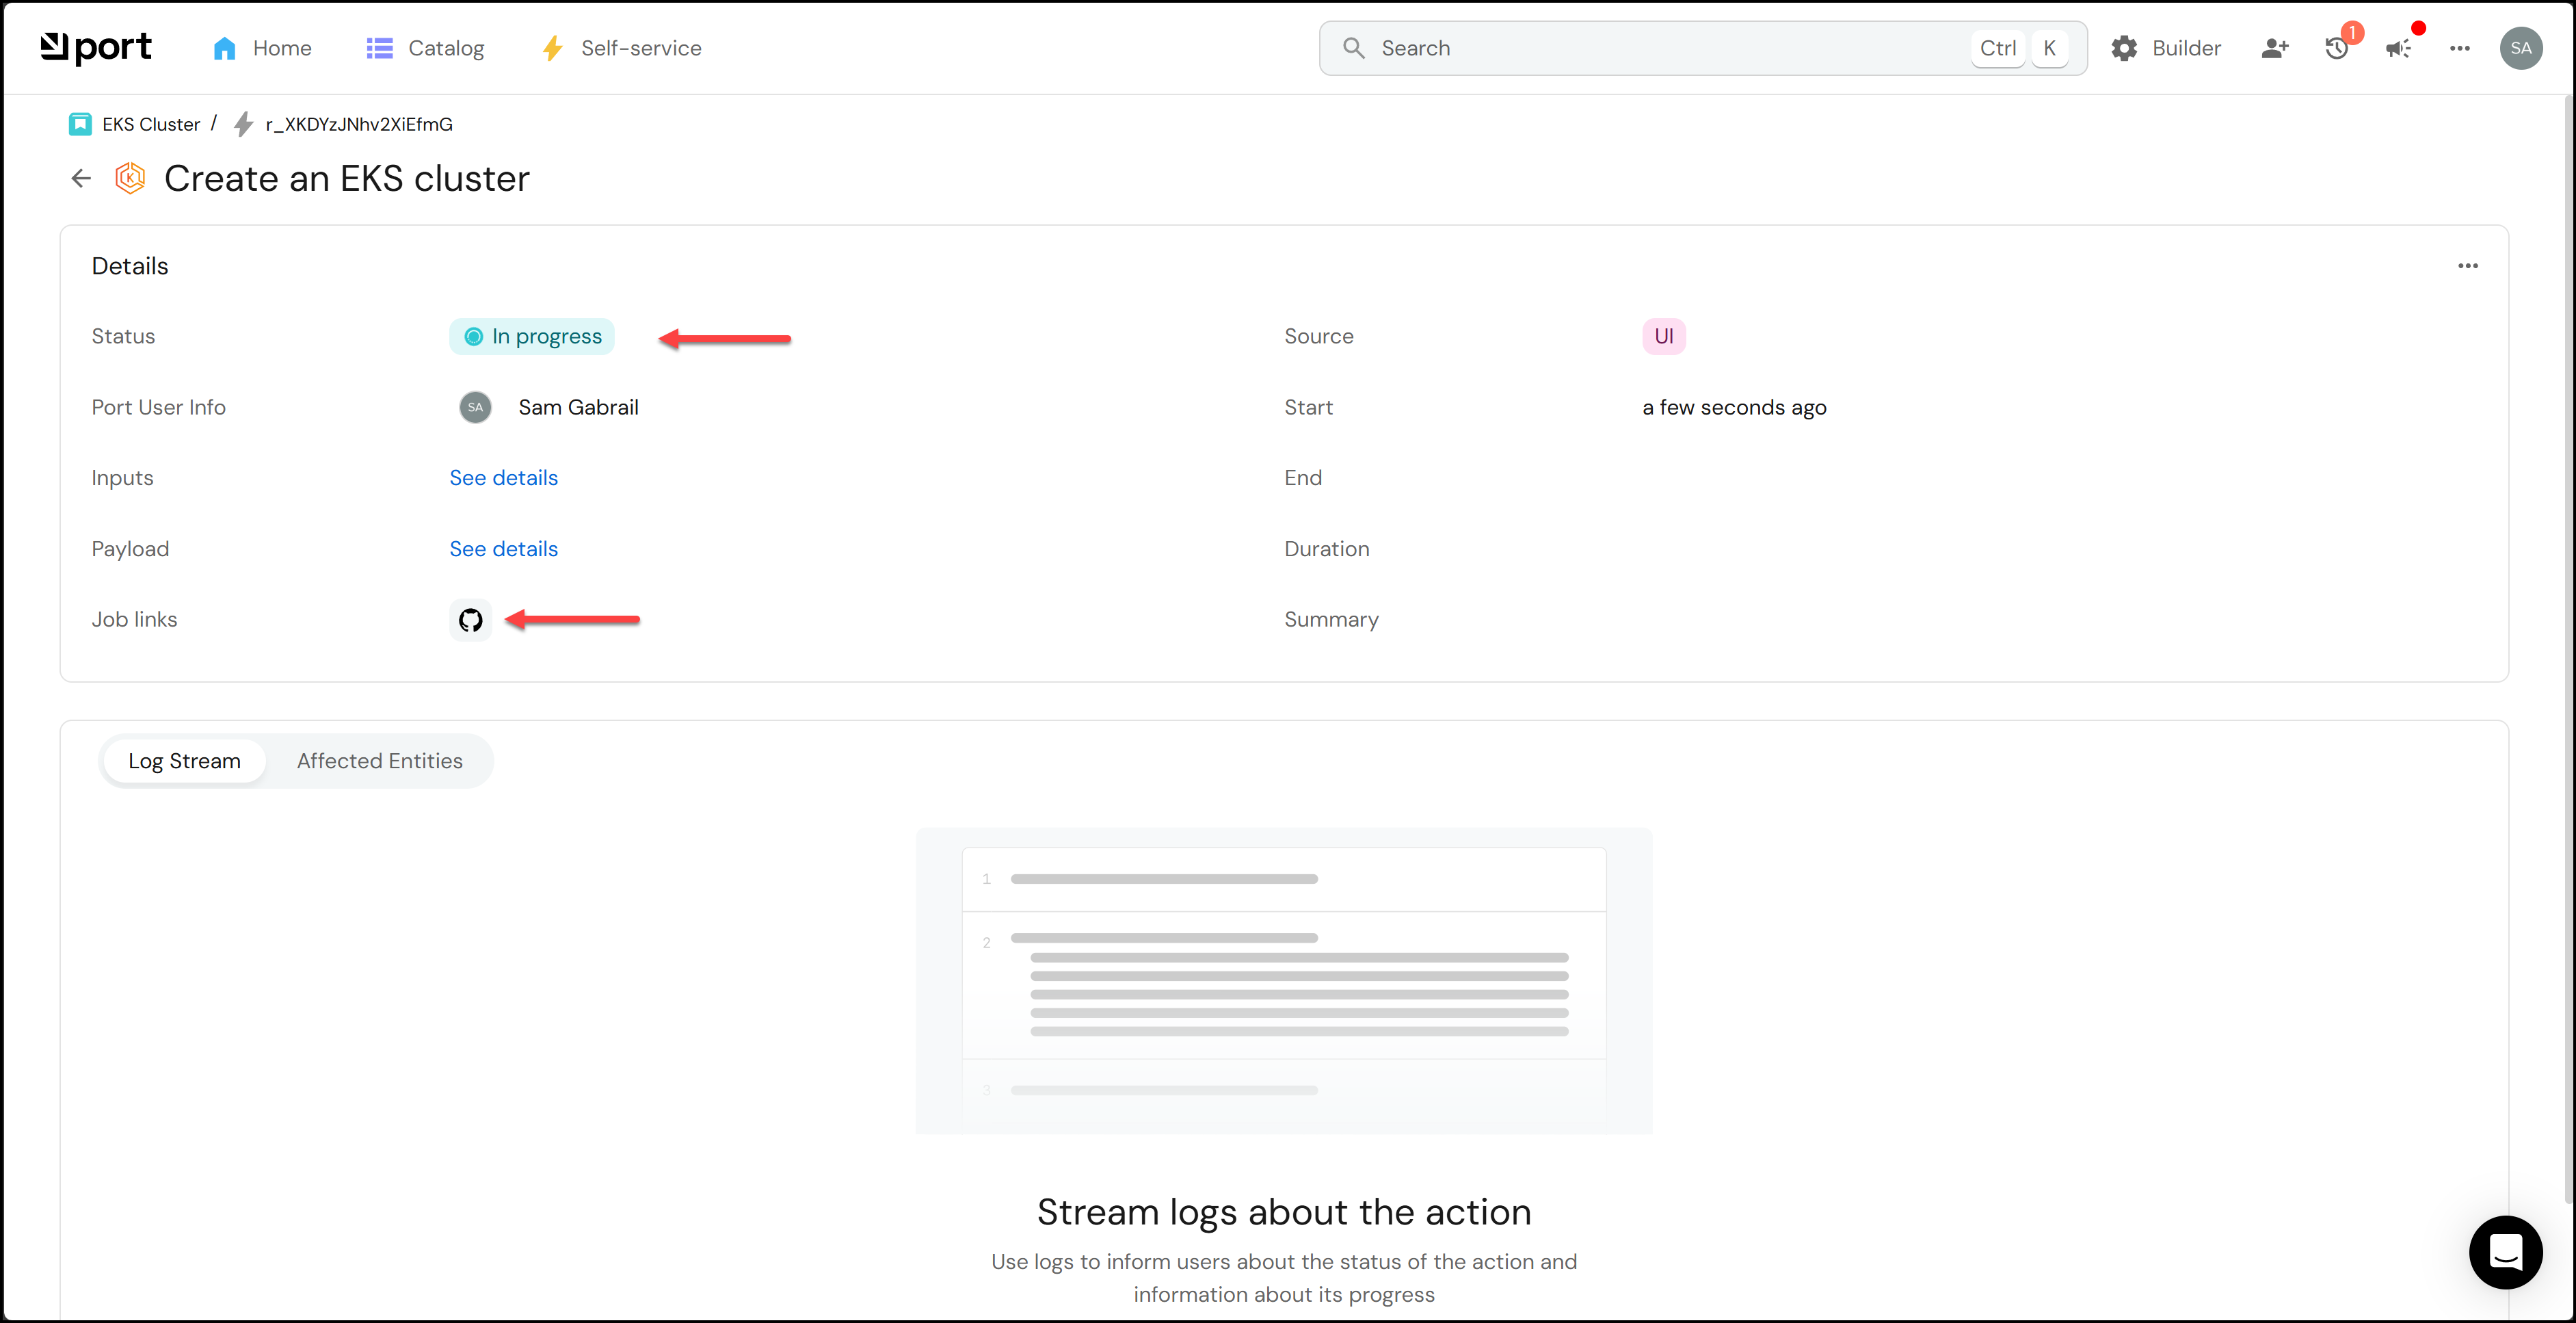 port Home Catalog Self-service Search Ctrl K Builder 1 SA
EKS Cluster / r_XKDYzJNhv2XiEfmG
Create an EKS cluster
Details
Status In progress Source UI
Port User Info SA Sam Gabrail Start a few seconds ago
Inputs See details End
Payload See details Duration
Job links Summary
Log Stream Affected Entities
1
2
3
Stream logs about the action
Use logs to inform users about the status of the action and
information about its progress